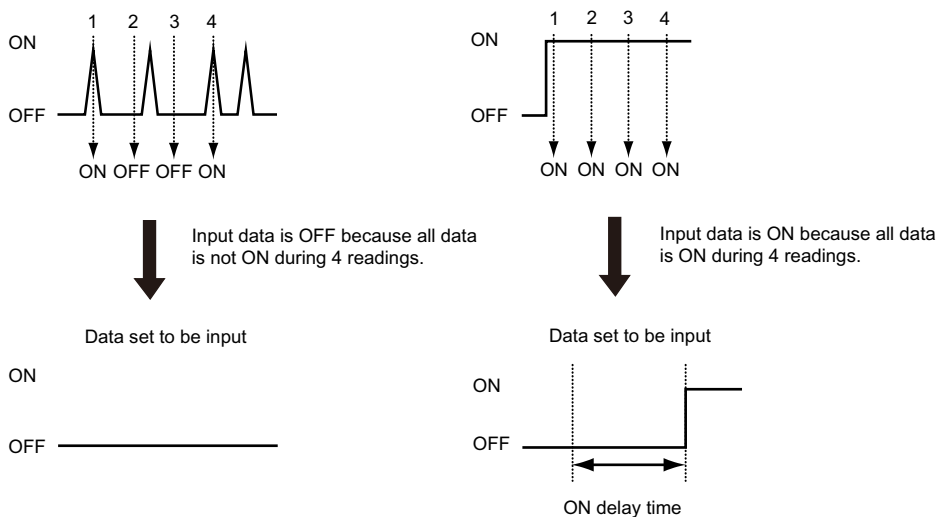 1 2 3 4
ON
OFF
ON OFF OFF ON
Input data is OFF because all data
is not ON during 4 readings.
Data set to be input
ON
OFF
1 2 3 4
ON
OFF
ON ON ON ON
Input data is ON because all data
is ON during 4 readings.
Data set to be input
ON
OFF
ON delay time